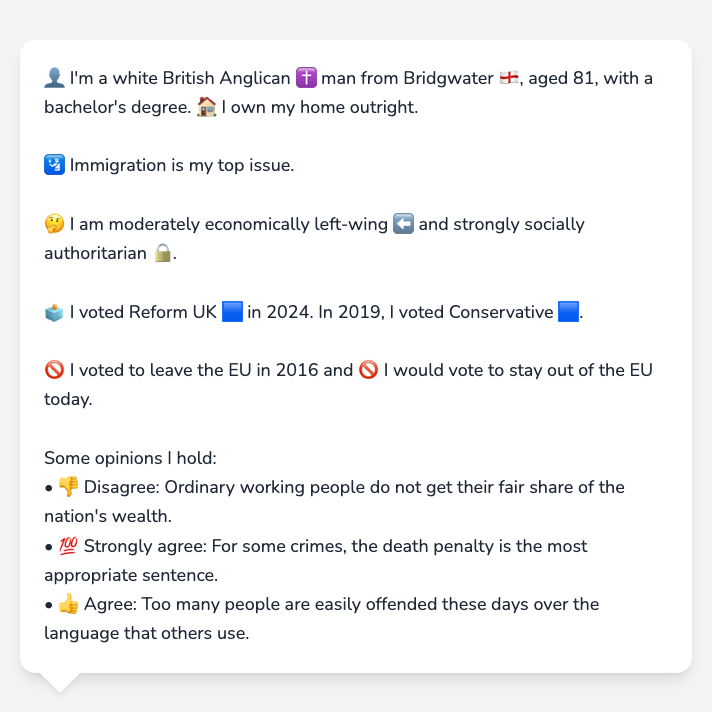 👤 I'm a white British Anglican ✝️ man from Bridgwater 🏴󠁧󠁢󠁥󠁮󠁧󠁿, aged 81, with a
bachelor's degree. 🏠 I own my home outright.
🛂 Immigration is my top issue.
🤔 I am moderately economically left-wing ⬅️ and strongly socially
authoritarian 🔒.
🗳️ I voted Reform UK 🟦 in 2024. In 2019, I voted Conservative 🟦.
🚫 I voted to leave the EU in 2016 and 🚫 I would vote to stay out of the EU
today.
Some opinions I hold:
• 👎 Disagree: Ordinary working people do not get their fair share of the
nation's wealth.
• 💯 Strongly agree: For some crimes, the death penalty is the most
appropriate sentence.
• 👍 Agree: Too many people are easily offended these days over the
language that others use.